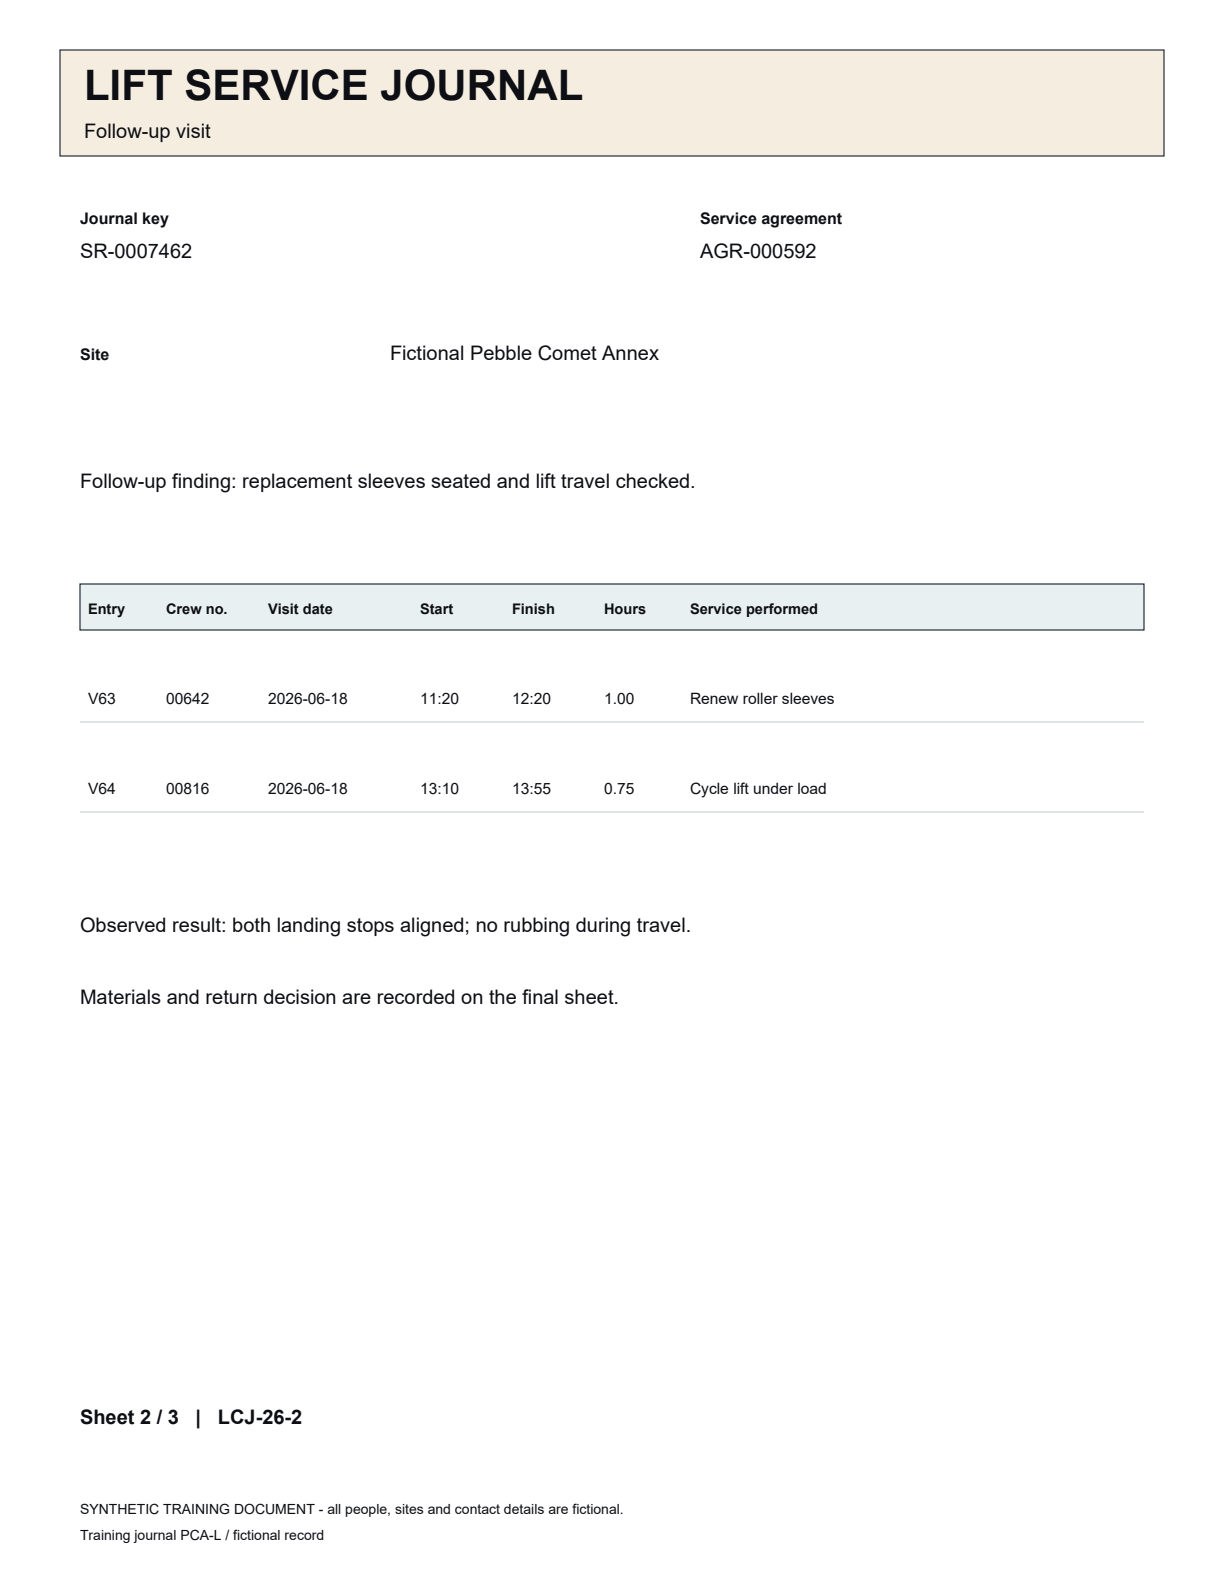 LIFT SERVICE JOURNAL
Follow-up visit
Journal key Service agreement
SR-0007462 AGR-000592
Site Fictional Pebble Comet Annex
Follow-up finding: replacement sleeves seated and lift travel checked.
Entry Crew no. Visit date Start Finish Hours Service performed
V63 00642 2026-06-18 11:20 12:20 1.00 Renew roller sleeves
V64 00816 2026-06-18 13:10 13:55 0.75 Cycle lift under load
Observed result: both landing stops aligned; no rubbing during travel.
Materials and return decision are recorded on the final sheet.
Sheet 2 / 3 | LCJ-26-2
SYNTHETIC TRAINING DOCUMENT - all people, sites and contact details are fictional.
Training journal PCA-L / fictional record